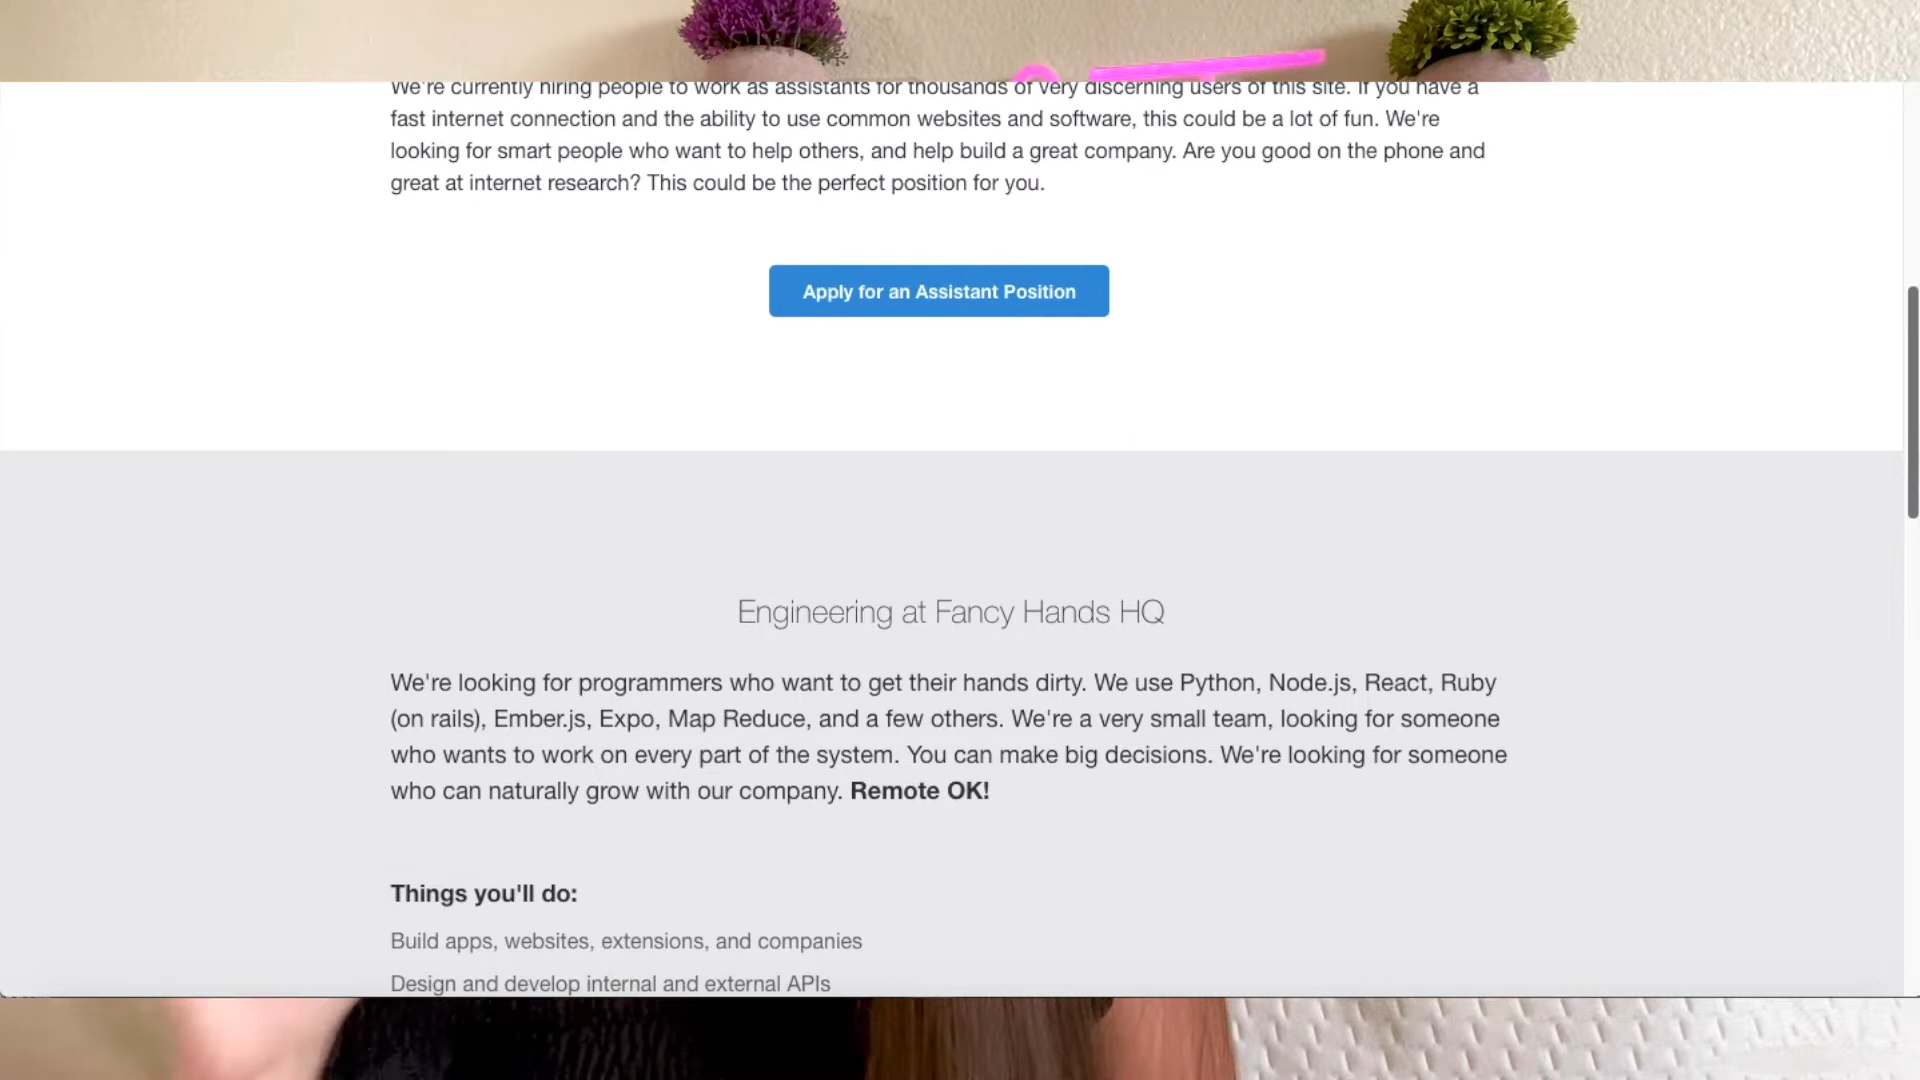 We're currently hiring people to work as assistants for thousands of very discerning users of this site. If you have a
fast internet connection and the ability to use common websites and software, this could be a lot of fun. We're
looking for smart people who want to help others, and help build a great company. Are you good on the phone and
great at internet research? This could be the perfect position for you.
Apply for an Assistant Position
Engineering at Fancy Hands HQ
We're looking for programmers who want to get their hands dirty. We use Python, Node.js, React, Ruby
(on rails), Ember.js, Expo, Map Reduce, and a few others. We're a very small team, looking for someone
who wants to work on every part of the system. You can make big decisions. We're looking for someone
who can naturally grow with our company. Remote OK!
Things you'll do:
Build apps, websites, extensions, and companies
Design and develop internal and external APIs